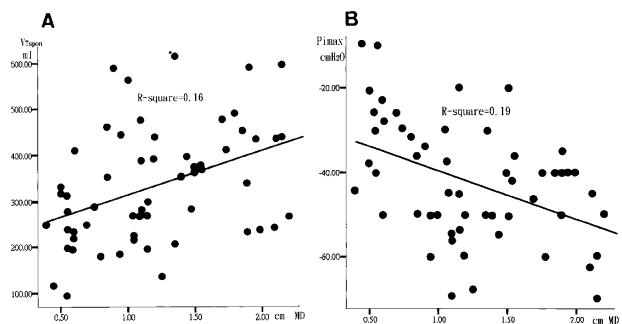 A
VTspon
ml
600.00
500.00
400.00
300.00
200.00
100.00
R-square=0.16
0.50
1.00
1.50
2.00
cm MD
B
Pimax
cmH2O
-20.00
-40.00
-60.00
R-square=0.19
0.50
1.00
1.50
2.00
cm MD